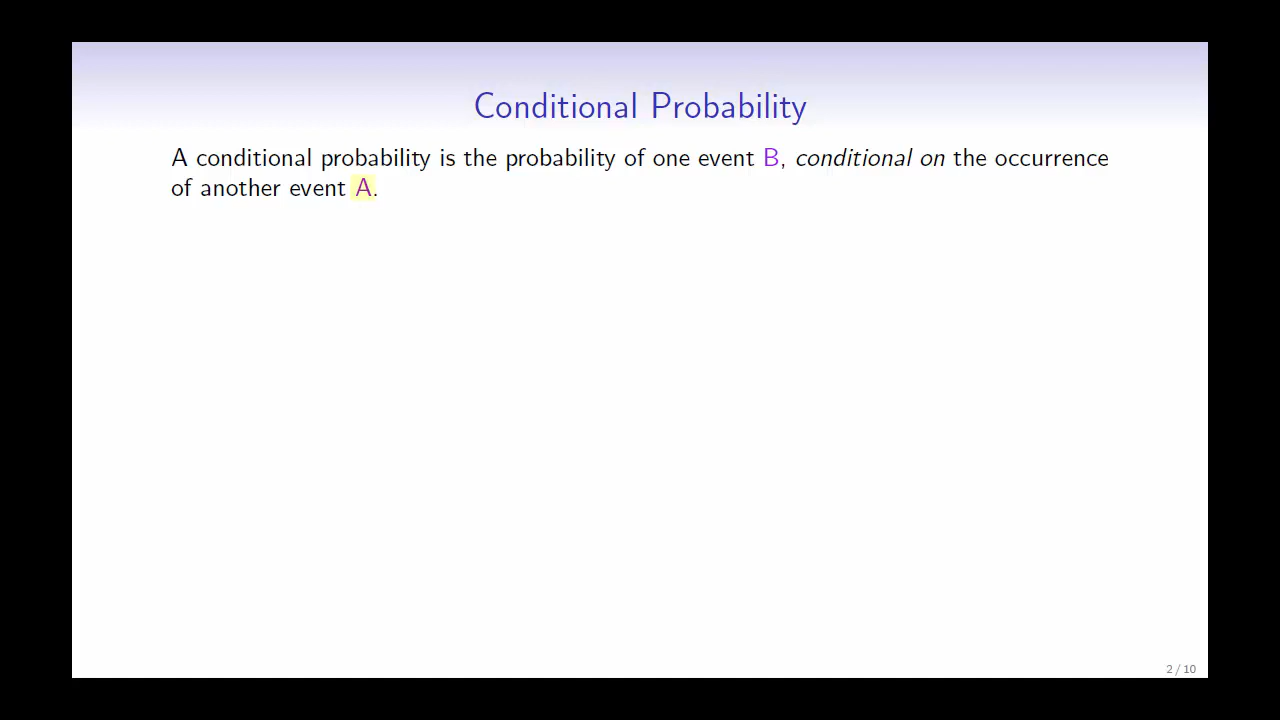 Conditional Probability
A conditional probability is the probability of one event B, conditional on the occurrence
of another event A.
2 / 10